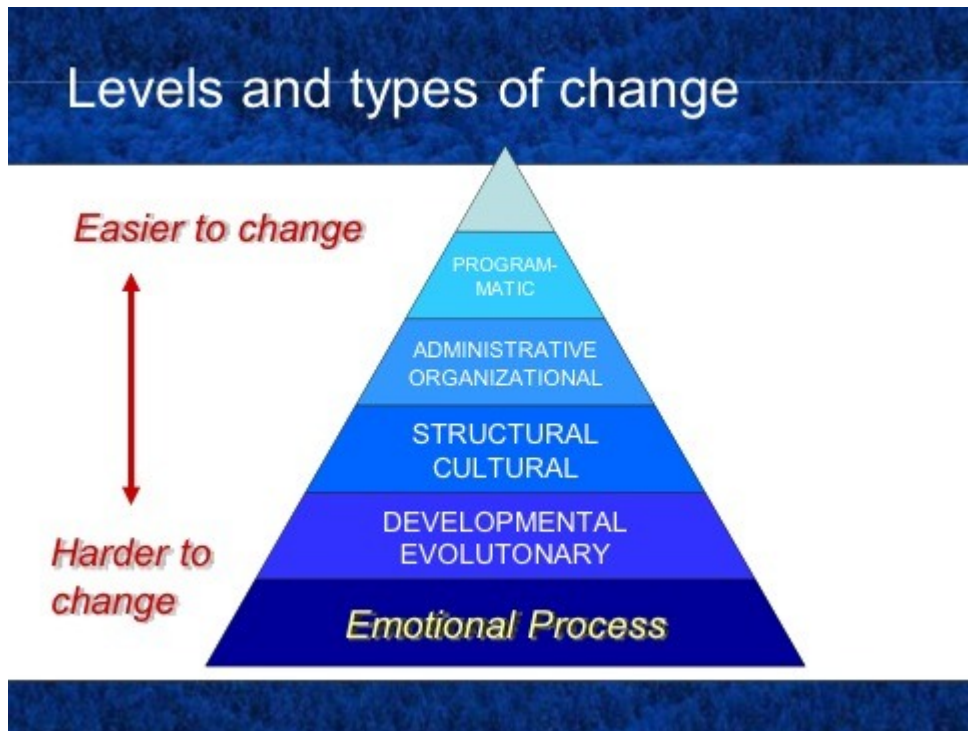 Levels and types of change
Easier to change
PROGRAM-
MATIC
ADMINISTRATIVE
ORGANIZATIONAL
STRUCTURAL
CULTURAL
DEVELOPMENTAL
EVOLUTONARY
Harder to
change
Emotional Process